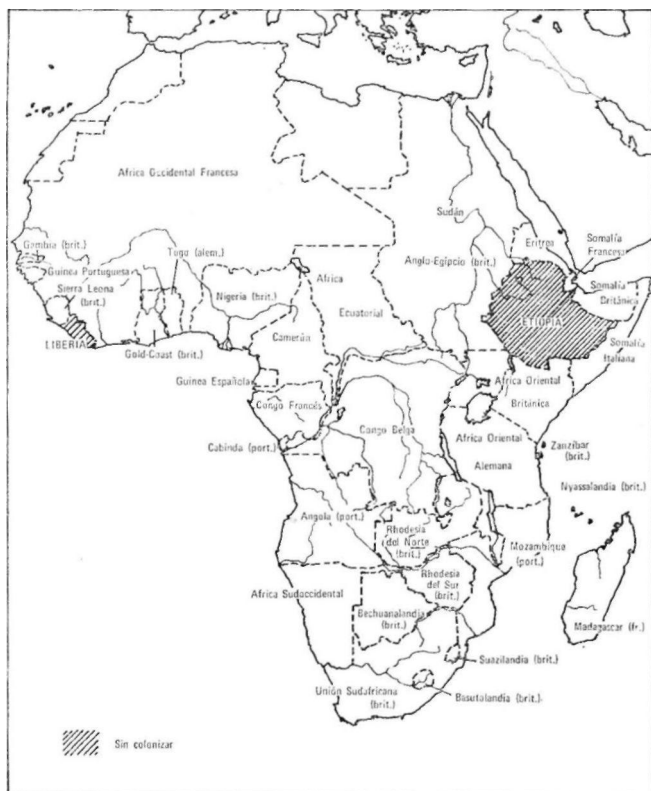 Africa Occidental Francesa
Gambia (brit.)
Guinea Portuguesa
Sierra Leona
(brit.)
LIBERIA
Togo (alem.)
Gold-Coast (brit.)
Nigeria (brit.)
Africa
Ecuatorial
Camerún
Guinea Española
Congo Francés
Cabinda (port.)
Sudán
Anglo-Egipcio (brit.)
Eritrea
Somalía
Francesa
Somalía
Británica
ETIOPIA
Somalía
Italiana
Africa Oriental
Británica
Congo Belga
Africa Oriental
Alemana
Zanzíbar
(brit.)
Nyassalandia (brit.)
Angola (port.)
Rhodesia
del Norte
(brit.)
Mozambique
(port.)
Rhodesia
del Sur
(brit.)
Africa Sudoccidental
Bechuanalandia
(brit.)
Madagascar (fr.)
Suazilandia (brit.)
Unión Sudafricana
(brit.)
Basutolandia (brit.)
Sin colonizar